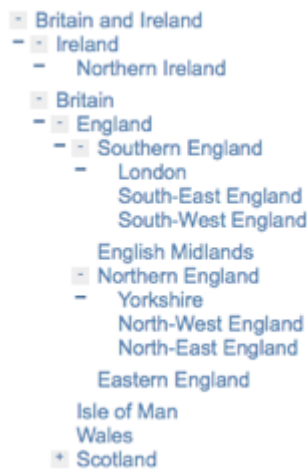 - Britain and Ireland
- - Ireland
- Northern Ireland
- Britain
- - England
- - Southern England
- London
South-East England
South-West England
English Midlands
- Northern England
- Yorkshire
North-West England
North-East England
Eastern England
Isle of Man
Wales
+ Scotland